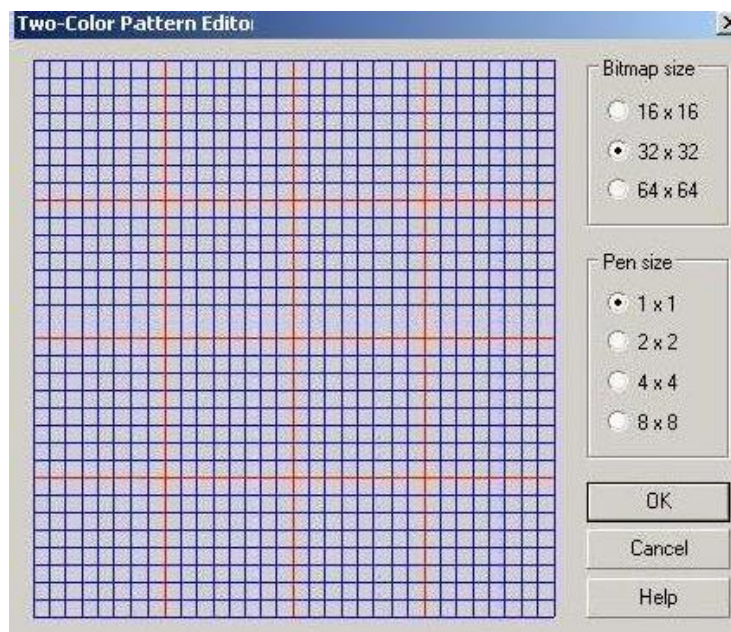 Two-Color Pattern Editor
Bitmap size
16 x 16
32 x 32
64 x 64
Pen size
1 x 1
2 x 2
4 x 4
8 x 8
OK
Cancel
Help